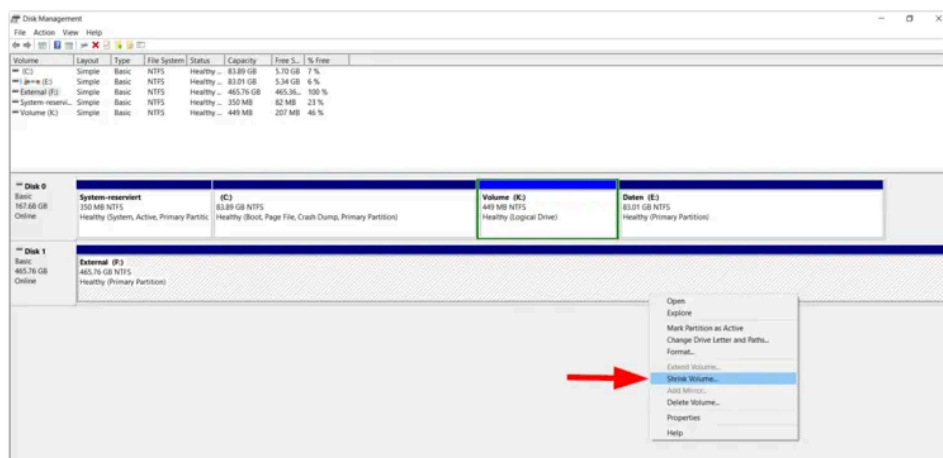 Disk Management
File Action View Help
Volume Layout Type File System Status Capacity Free S... % Free
(C:) Simple Basic NTFS Healthy ... 83.89 GB 5.70 GB 7 %
(E:) Simple Basic NTFS Healthy ... 83.01 GB 5.34 GB 6 %
External (F:) Simple Basic NTFS Healthy ... 465.76 GB 465.36... 100 %
System-reservi... Simple Basic NTFS Healthy ... 350 MB 82 MB 23 %
Volume (K:) Simple Basic NTFS Healthy ... 449 MB 207 MB 46 %
Disk 0
Basic
167.68 GB
Online
System-reserviert
350 MB NTFS
Healthy (System, Active, Primary Partitic
(C:)
83.89 GB NTFS
Healthy (Boot, Page File, Crash Dump, Primary Partition)
Volume (K:)
449 MB NTFS
Healthy (Logical Drive)
Daten (E:)
83.01 GB NTFS
Healthy (Primary Partition)
Disk 1
Basic
465.76 GB
Online
External (F:)
465.76 GB NTFS
Healthy (Primary Partition)
Open
Explore
Mark Partition as Active
Change Drive Letter and Paths...
Format...
Extend Volume...
Shrink Volume...
Add Mirror...
Delete Volume...
Properties
Help